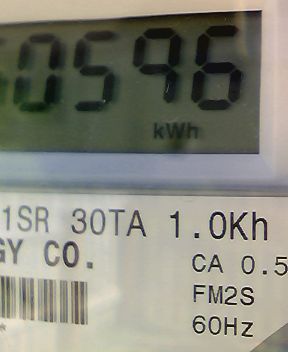 0596
kWh
1SR 30TA 1.0Kh
GY CO.
CA 0.5
FM2S
60Hz